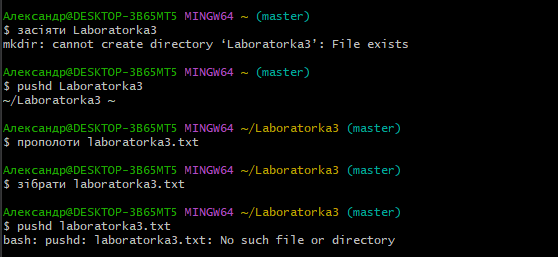 Александр@DESKTOP-3B65MT5 MINGW64 ~ (master)
$ засіяти Laboratorka3
mkdir: cannot create directory ‘Laboratorka3’: File exists
Александр@DESKTOP-3B65MT5 MINGW64 ~ (master)
$ pushd Laboratorka3
~/Laboratorka3 ~
Александр@DESKTOP-3B65MT5 MINGW64 ~/Laboratorka3 (master)
$ прополоти laboratorka3.txt
Александр@DESKTOP-3B65MT5 MINGW64 ~/Laboratorka3 (master)
$ зібрати laboratorka3.txt
Александр@DESKTOP-3B65MT5 MINGW64 ~/Laboratorka3 (master)
$ pushd laboratorka3.txt
bash: pushd: laboratorka3.txt: No such file or directory